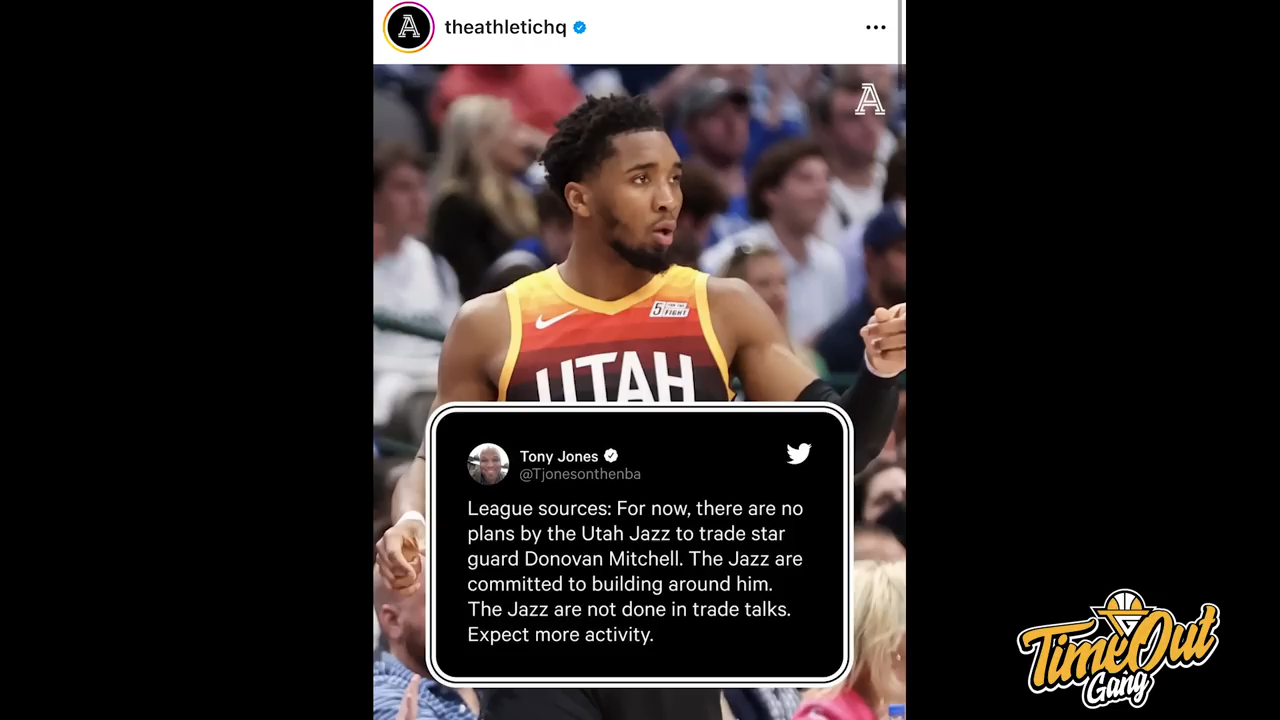 theathletichq
A
5 FOR THE FIGHT
UTAH
Tony Jones
@Tjonesonthenba
League sources: For now, there are no
plans by the Utah Jazz to trade star
guard Donovan Mitchell. The Jazz are
committed to building around him.
The Jazz are not done in trade talks.
Expect more activity.
TimeOut
Gang